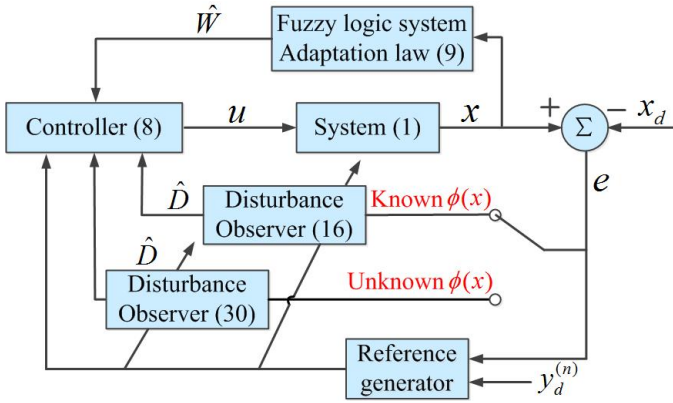 Ŵ
Fuzzy logic system
Adaptation law (9)
Controller (8)
u
System (1)
x
+
Σ
−
x_d
e
D̂
Disturbance
Observer (16)
Known ϕ(x)
D̂
Disturbance
Observer (30)
Unknown ϕ(x)
Reference
generator
y_d^{(n)}